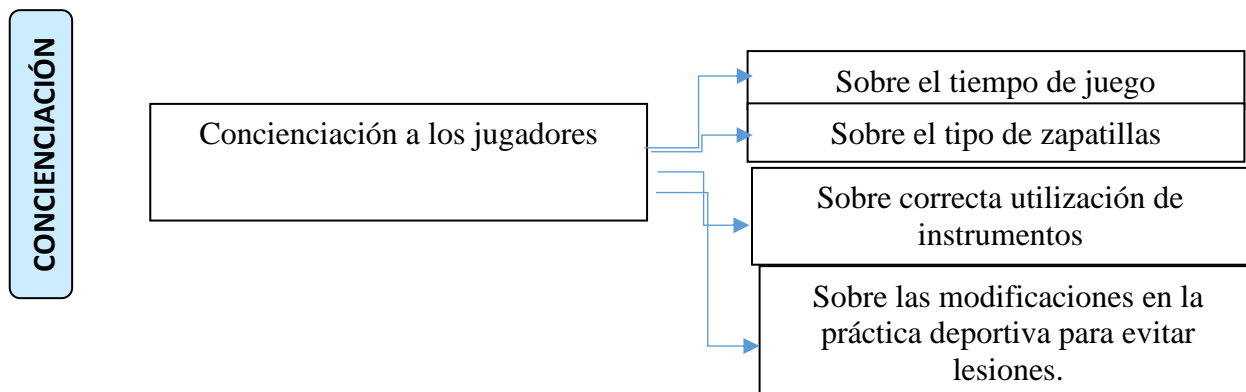 CONCIENCIACIÓN
Concienciación a los jugadores
Sobre el tiempo de juego
Sobre el tipo de zapatillas
Sobre correcta utilización de
instrumentos
Sobre las modificaciones en la
práctica deportiva para evitar
lesiones.